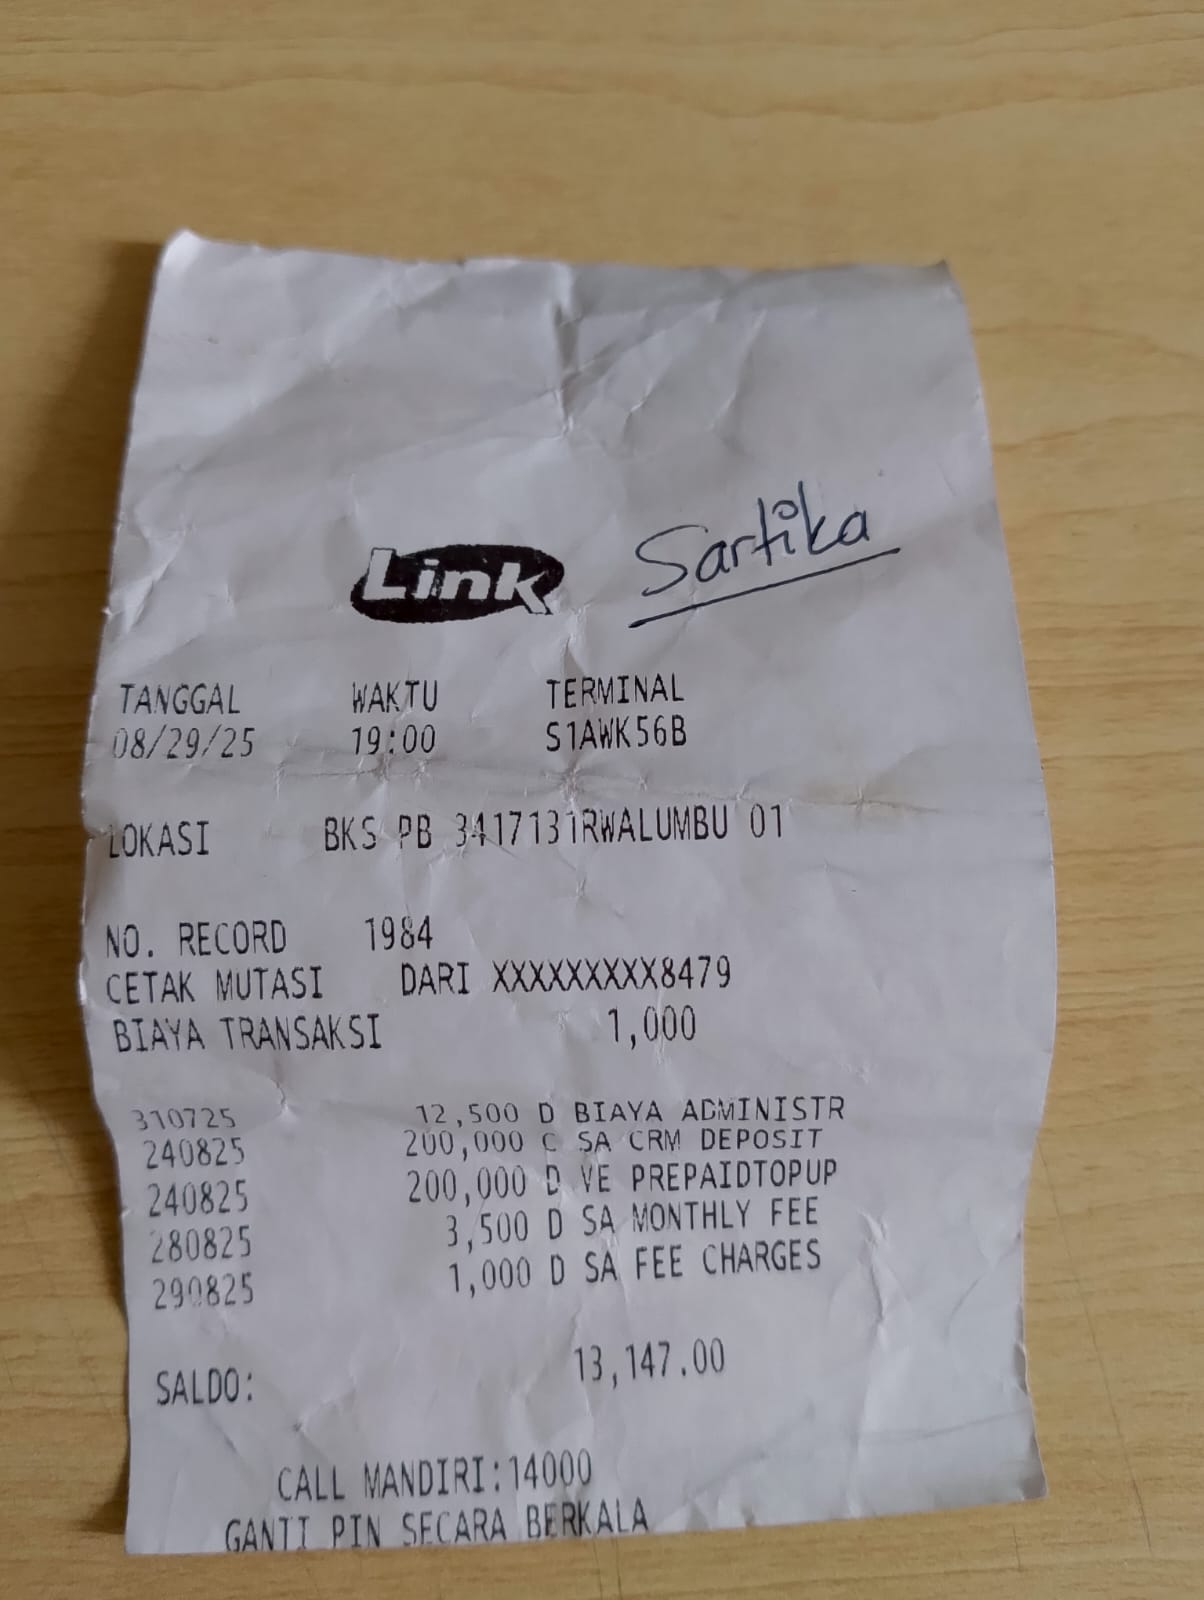 Link Sartika
TANGGAL WAKTU TERMINAL
08/29/25 19:00 S1AWK56B
LOKASI BKS PB 3417131RWALUMBU 01
NO. RECORD 1984
CETAK MUTASI DARI XXXXXXXXX8479
BIAYA TRANSAKSI 1,000
310725 12,500 D BIAYA ADMINISTR
240825 200,000 C SA CRM DEPOSIT
240825 200,000 D VE PREPAIDTOPUP
280825 3,500 D SA MONTHLY FEE
290825 1,000 D SA FEE CHARGES
SALDO: 13,147.00
CALL MANDIRI:14000
GANTI PIN SECARA BERKALA